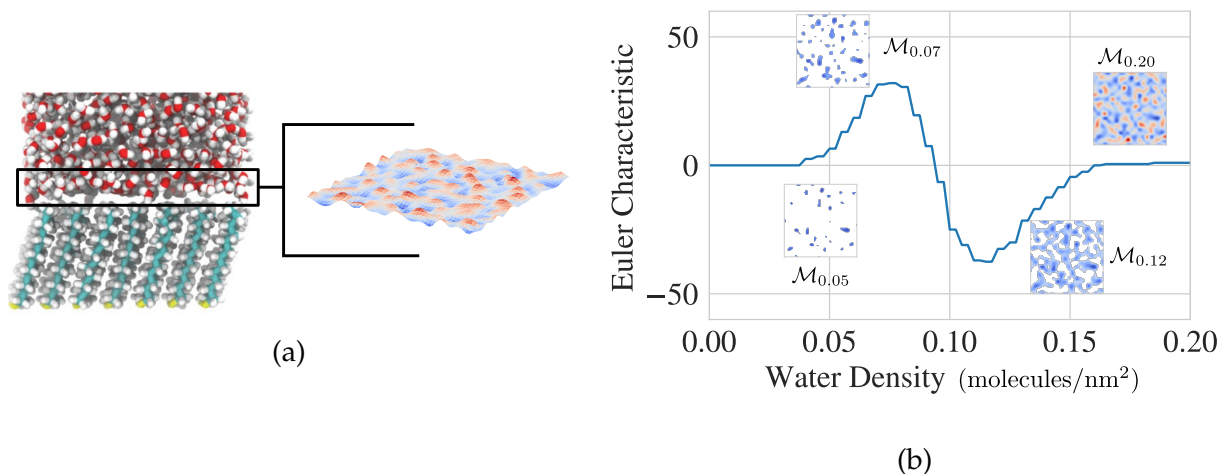 (a)
Euler Characteristic
50
0
−50
0.00 0.05 0.10 0.15 0.20
Water Density (molecules/nm²)
ℳ0.07
ℳ0.20
ℳ0.05
ℳ0.12
(b)